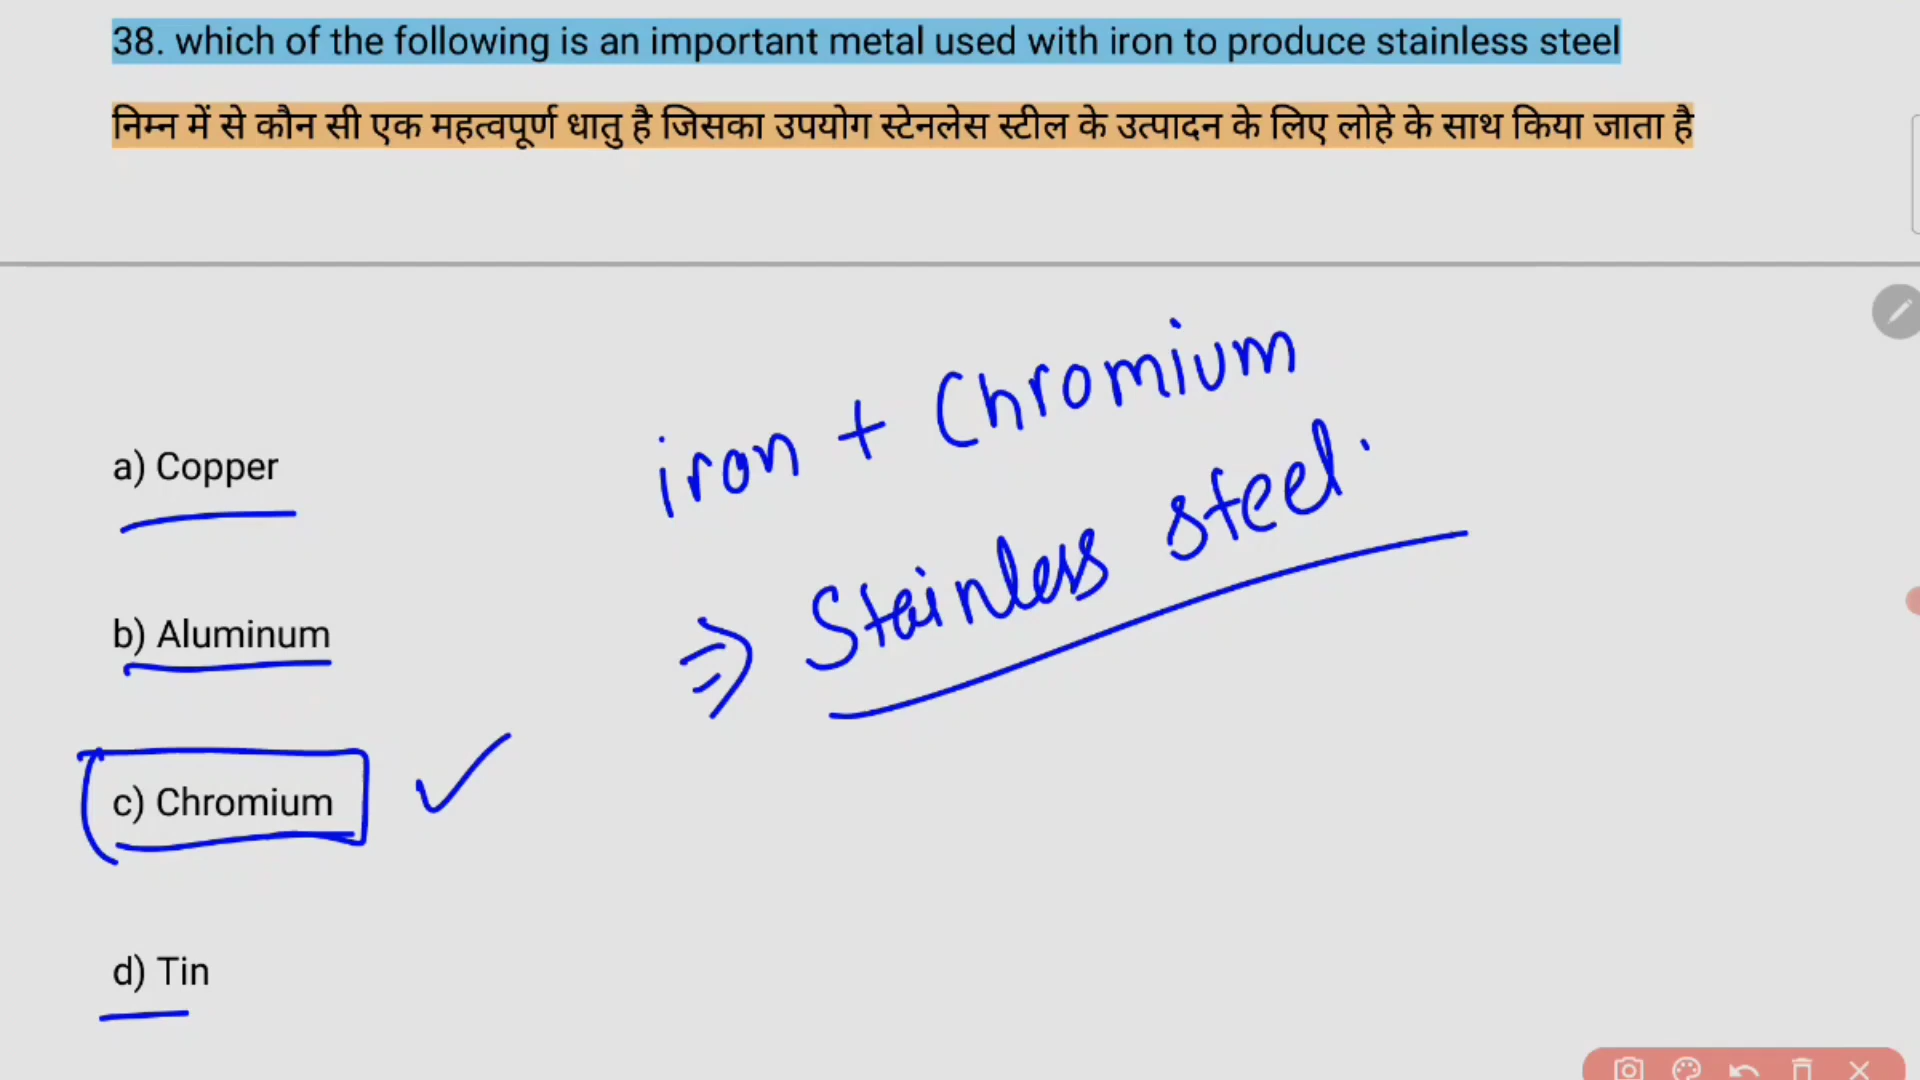 38. which of the following is an important metal used with iron to produce stainless steel
निम्न में से कौन सी एक महत्वपूर्ण धातु है जिसका उपयोग स्टेनलेस स्टील के उत्पादन के लिए लोहे के साथ किया जाता है
iron + Chromium
⇒ Stainless steel.
a) Copper
b) Aluminum
c) Chromium
d) Tin